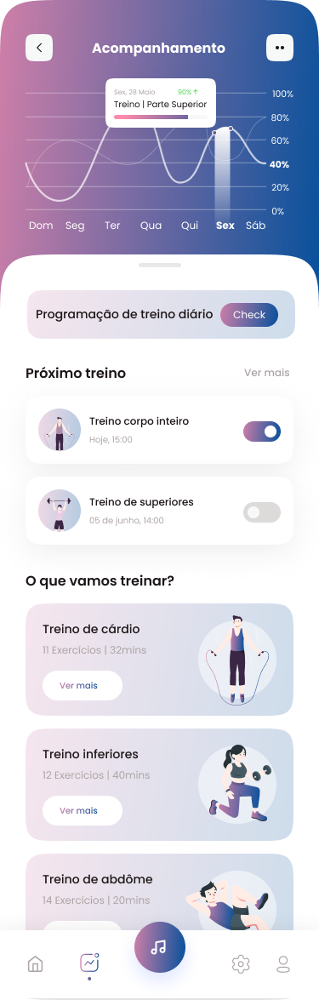 Acompanhamento
Sex, 28 Maio 90% ↑
Treino | Parte Superior
100%
80%
60%
40%
20%
0%
Dom Seg Ter Qua Qui Sex Sáb
Programação de treino diário Check
Próximo treino Ver mais
Treino corpo inteiro
Hoje, 15:00
Treino de superiores
05 de junho, 14:00
O que vamos treinar?
Treino de cárdio
11 Exercícios | 32mins
Ver mais
Treino inferiores
12 Exercícios | 40mins
Ver mais
Treino de abdôme
14 Exercícios | 20mins